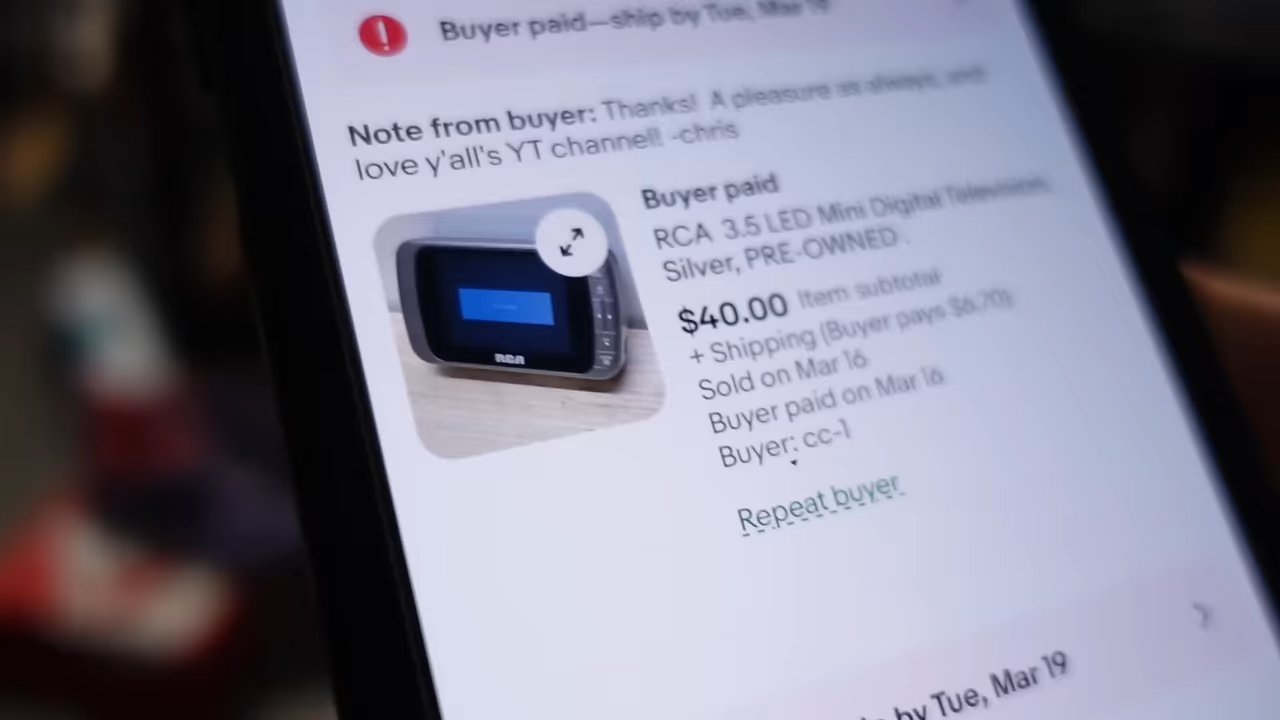 Buyer paid—ship by Tue, Mar 19
Note from buyer: Thanks! A pleasure as always, and
love y'all's YT channel! -chris
Buyer paid
RCA 3.5 LED Mini Digital Television,
Silver, PRE-OWNED.
$40.00 Item subtotal
+ Shipping (Buyer pays $6.70)
Sold on Mar 16
Buyer paid on Mar 16
Buyer: cc-1
Repeat buyer
RCA
by Tue, Mar 19